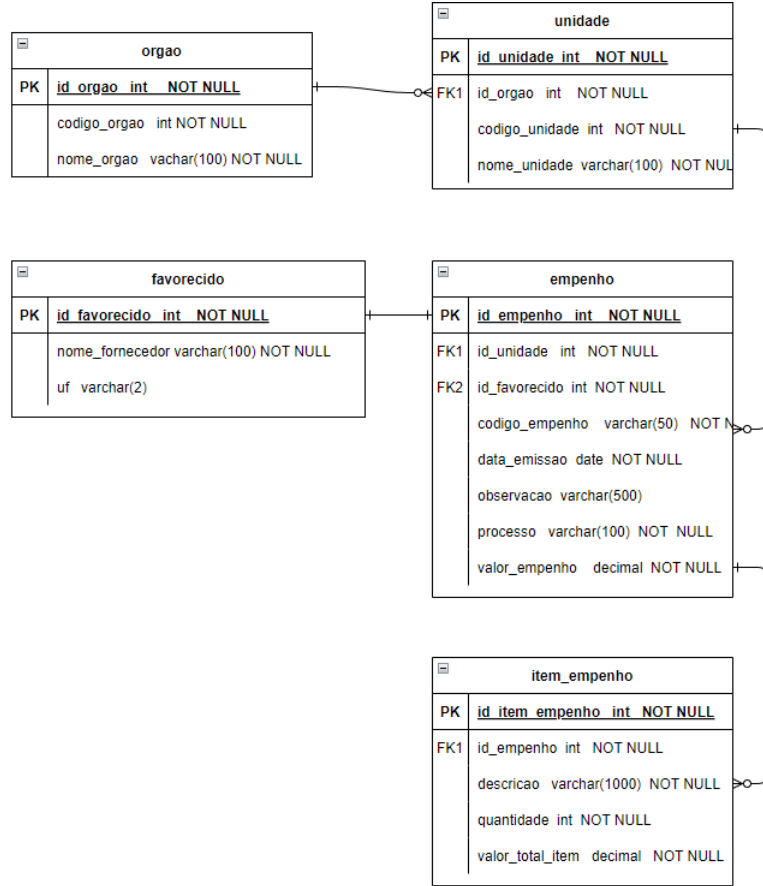 orgao
PK id_orgao int NOT NULL
codigo_orgao int NOT NULL
nome_orgao vachar(100) NOT NULL
unidade
PK id_unidade int NOT NULL
FK1 id_orgao int NOT NULL
codigo_unidade int NOT NULL
nome_unidade varchar(100) NOT NUL
favorecido
PK id_favorecido int NOT NULL
nome_fornecedor varchar(100) NOT NULL
uf varchar(2)
empenho
PK id_empenho int NOT NULL
FK1 id_unidade int NOT NULL
FK2 id_favorecido int NOT NULL
codigo_empenho varchar(50) NOT N
data_emissao date NOT NULL
observacao varchar(500)
processo varchar(100) NOT NULL
valor_empenho decimal NOT NULL
item_empenho
PK id_item_empenho int NOT NULL
FK1 id_empenho int NOT NULL
descricao varchar(1000) NOT NULL
quantidade int NOT NULL
valor_total_item decimal NOT NULL